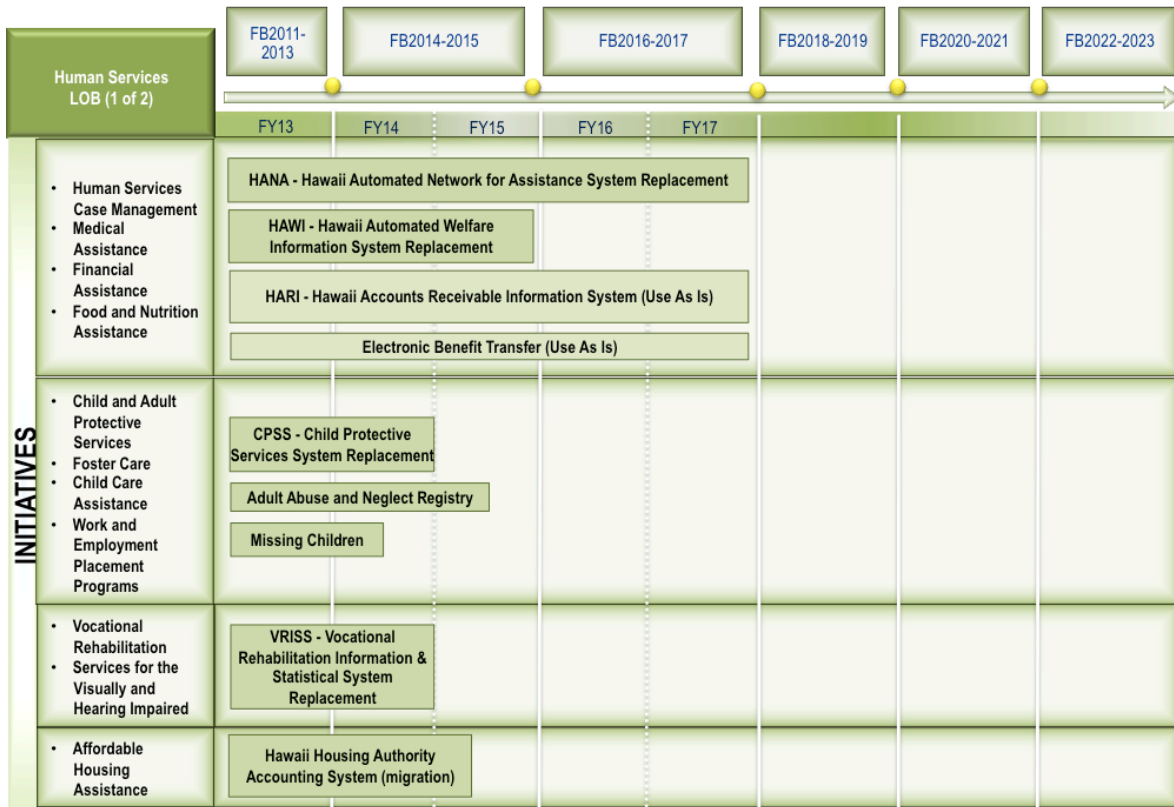 Human Services
LOB (1 of 2)
FB2011-
2013
FB2014-2015
FB2016-2017
FB2018-2019
FB2020-2021
FB2022-2023
FY13
FY14
FY15
FY16
FY17
INITIATIVES
• Human Services
Case Management
• Medical
Assistance
• Financial
Assistance
• Food and Nutrition
Assistance
HANA - Hawaii Automated Network for Assistance System Replacement
HAWI - Hawaii Automated Welfare
Information System Replacement
HARI - Hawaii Accounts Receivable Information System (Use As Is)
Electronic Benefit Transfer (Use As Is)
• Child and Adult
Protective
Services
• Foster Care
• Child Care
Assistance
• Work and
Employment
Placement
Programs
CPSS - Child Protective
Services System Replacement
Adult Abuse and Neglect Registry
Missing Children
• Vocational
Rehabilitation
• Services for the
Visually and
Hearing Impaired
VRISS - Vocational
Rehabilitation Information &
Statistical System
Replacement
• Affordable
Housing
Assistance
Hawaii Housing Authority
Accounting System (migration)